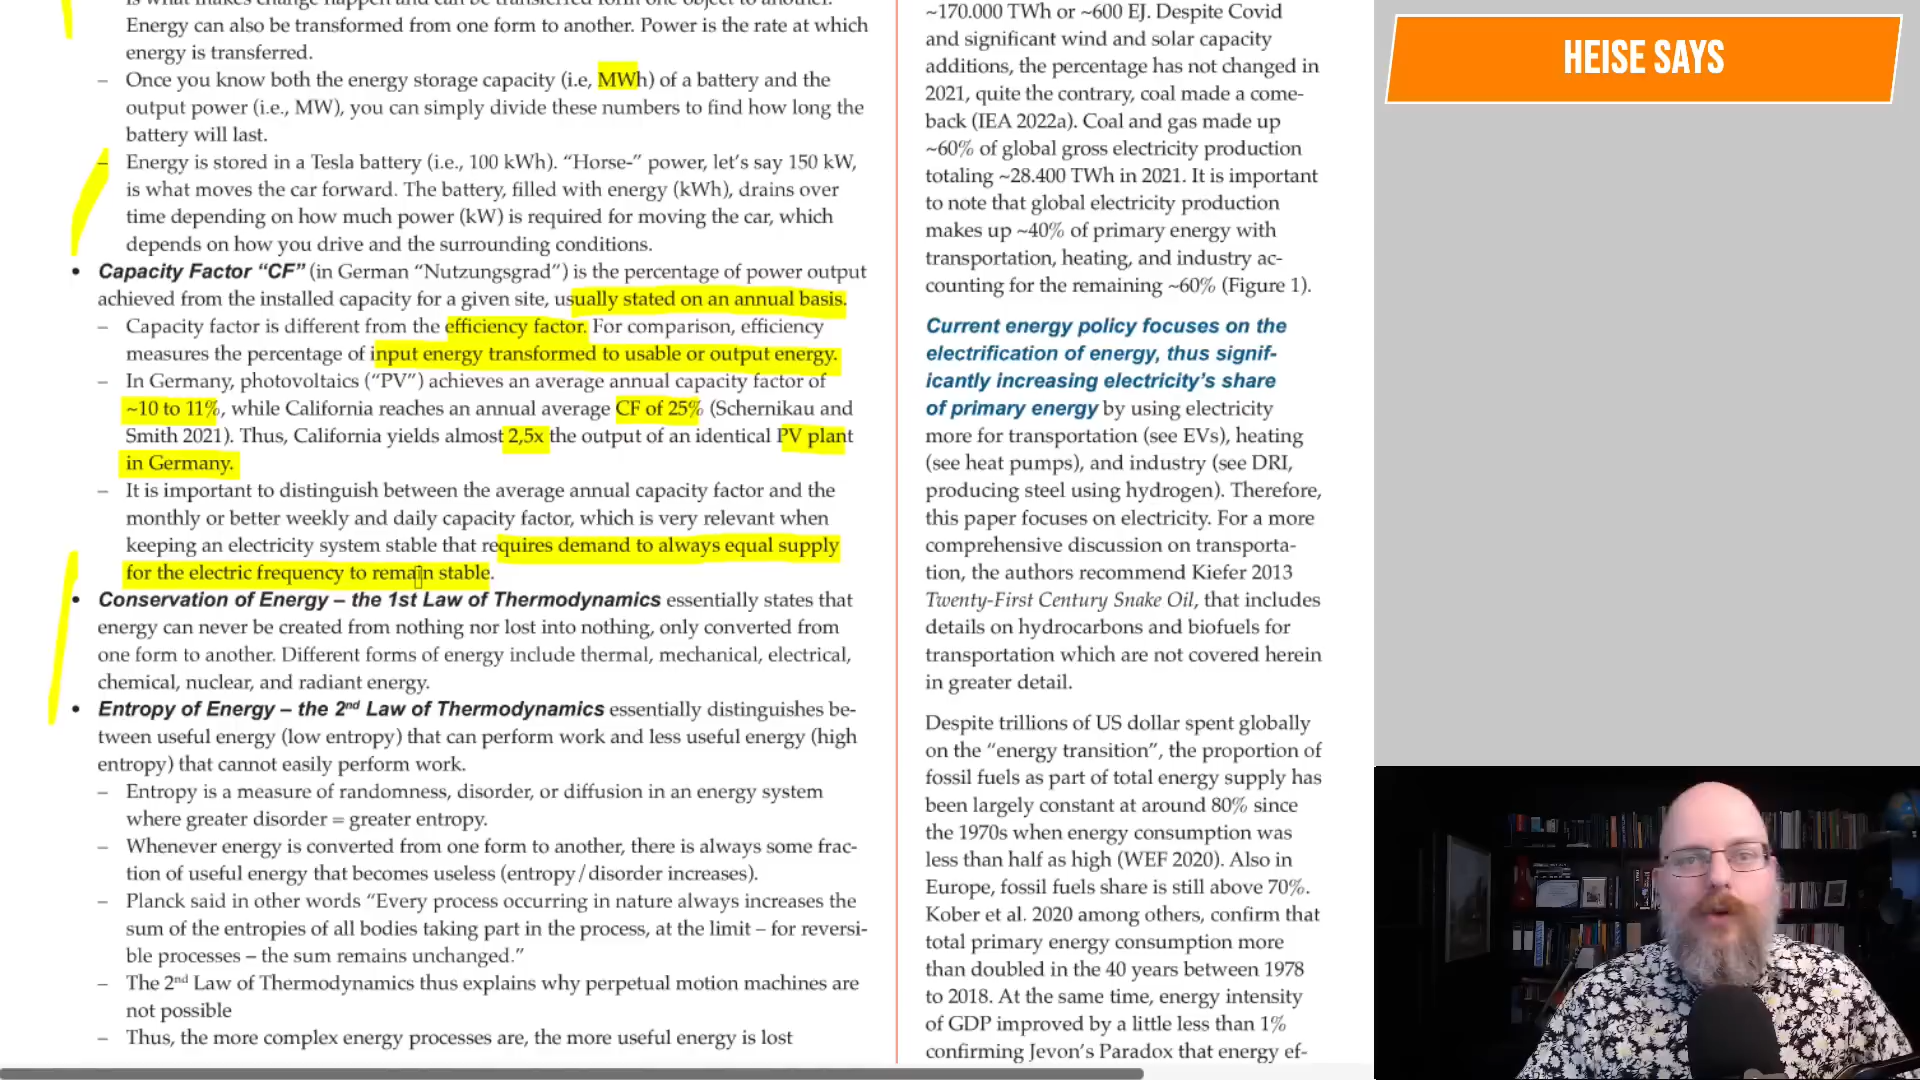 is what makes change happen and can be transferred form one object to another.
Energy can also be transformed from one form to another. Power is the rate at which
energy is transferred.
– Once you know both the energy storage capacity (i.e, MWh) of a battery and the
output power (i.e., MW), you can simply divide these numbers to find how long the
battery will last.
– Energy is stored in a Tesla battery (i.e., 100 kWh). “Horse-” power, let’s say 150 kW,
is what moves the car forward. The battery, filled with energy (kWh), drains over
time depending on how much power (kW) is required for moving the car, which
depends on how you drive and the surrounding conditions.
• Capacity Factor “CF” (in German “Nutzungsgrad”) is the percentage of power output
achieved from the installed capacity for a given site, usually stated on an annual basis.
– Capacity factor is different from the efficiency factor. For comparison, efficiency
measures the percentage of input energy transformed to usable or output energy.
– In Germany, photovoltaics (“PV”) achieves an average annual capacity factor of
~10 to 11%, while California reaches an annual average CF of 25% (Schernikau and
Smith 2021). Thus, California yields almost 2,5x the output of an identical PV plant
in Germany.
– It is important to distinguish between the average annual capacity factor and the
monthly or better weekly and daily capacity factor, which is very relevant when
keeping an electricity system stable that requires demand to always equal supply
for the electric frequency to remain stable.
• Conservation of Energy – the 1st Law of Thermodynamics essentially states that
energy can never be created from nothing nor lost into nothing, only converted from
one form to another. Different forms of energy include thermal, mechanical, electrical,
chemical, nuclear, and radiant energy.
• Entropy of Energy – the 2nd Law of Thermodynamics essentially distinguishes be-
tween useful energy (low entropy) that can perform work and less useful energy (high
entropy) that cannot easily perform work.
– Entropy is a measure of randomness, disorder, or diffusion in an energy system
where greater disorder = greater entropy.
– Whenever energy is converted from one form to another, there is always some frac-
tion of useful energy that becomes useless (entropy/disorder increases).
– Planck said in other words “Every process occurring in nature always increases the
sum of the entropies of all bodies taking part in the process, at the limit – for reversi-
ble processes – the sum remains unchanged.”
– The 2nd Law of Thermodynamics thus explains why perpetual motion machines are
not possible
– Thus, the more complex energy processes are, the more useful energy is lost
~170.000 TWh or ~600 EJ. Despite Covid
and significant wind and solar capacity
additions, the percentage has not changed in
2021, quite the contrary, coal made a come-
back (IEA 2022a). Coal and gas made up
~60% of global gross electricity production
totaling ~28.400 TWh in 2021. It is important
to note that global electricity production
makes up ~40% of primary energy with
transportation, heating, and industry ac-
counting for the remaining ~60% (Figure 1).
Current energy policy focuses on the
electrification of energy, thus signif-
icantly increasing electricity’s share
of primary energy by using electricity
more for transportation (see EVs), heating
(see heat pumps), and industry (see DRI,
producing steel using hydrogen). Therefore,
this paper focuses on electricity. For a more
comprehensive discussion on transporta-
tion, the authors recommend Kiefer 2013
Twenty-First Century Snake Oil, that includes
details on hydrocarbons and biofuels for
transportation which are not covered herein
in greater detail.
Despite trillions of US dollar spent globally
on the “energy transition”, the proportion of
fossil fuels as part of total energy supply has
been largely constant at around 80% since
the 1970s when energy consumption was
less than half as high (WEF 2020). Also in
Europe, fossil fuels share is still above 70%.
Kober et al. 2020 among others, confirm that
total primary energy consumption more
than doubled in the 40 years between 1978
to 2018. At the same time, energy intensity
of GDP improved by a little less than 1%
confirming Jevon’s Paradox that energy ef-
HEISE SAYS